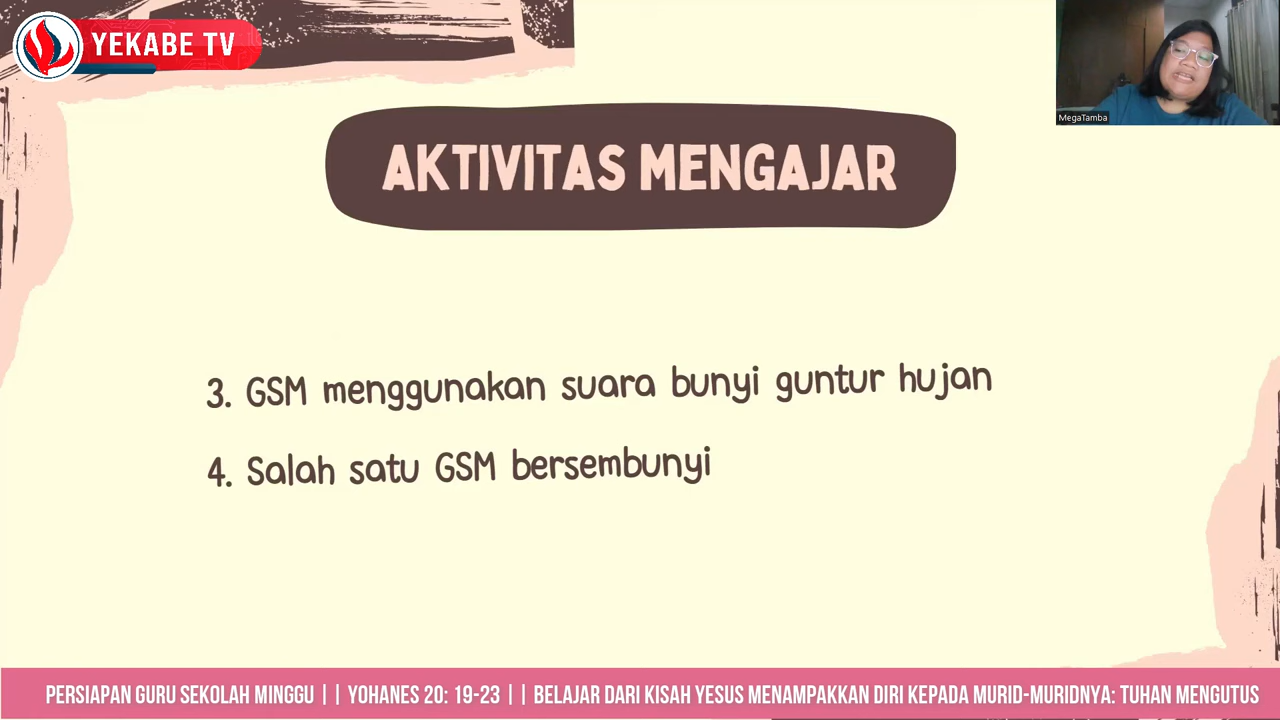 YEKABE TV
MegaTamba
AKTIVITAS MENGAJAR
3. GSM menggunakan suara bunyi guntur hujan
4. Salah satu GSM bersembunyi
PERSIAPAN GURU SEKOLAH MINGGU || YOHANES 20: 19-23 || BELAJAR DARI KISAH YESUS MENAMPAKKAN DIRI KEPADA MURID-MURIDNYA: TUHAN MENGUTUS